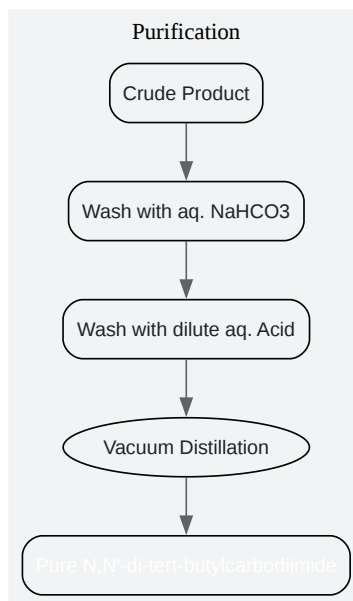 Purification
Crude Product
Wash with aq. NaHCO3
Wash with dilute aq. Acid
Vacuum Distillation
Pure N,N'-di-tert-butylcarbodiimide